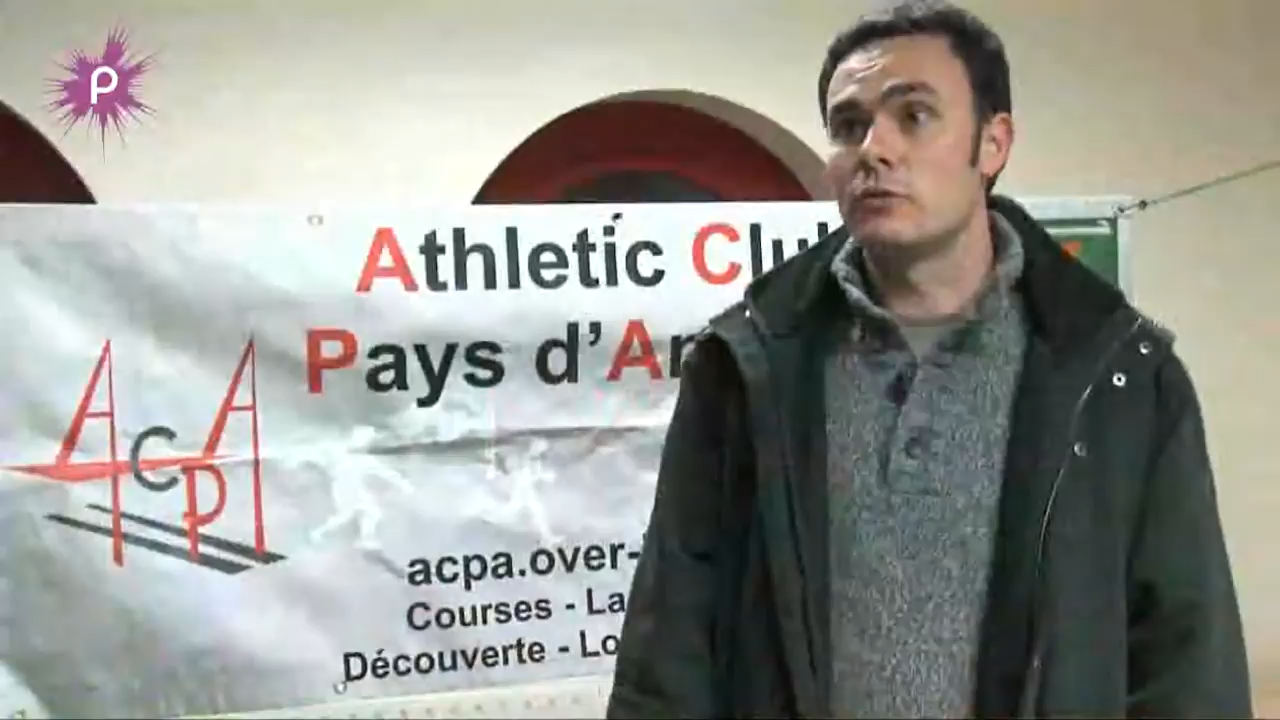 P
Athletic Clu
Pays d'A
ACPA
acpa.over-
Courses - La
Découverte - Lo